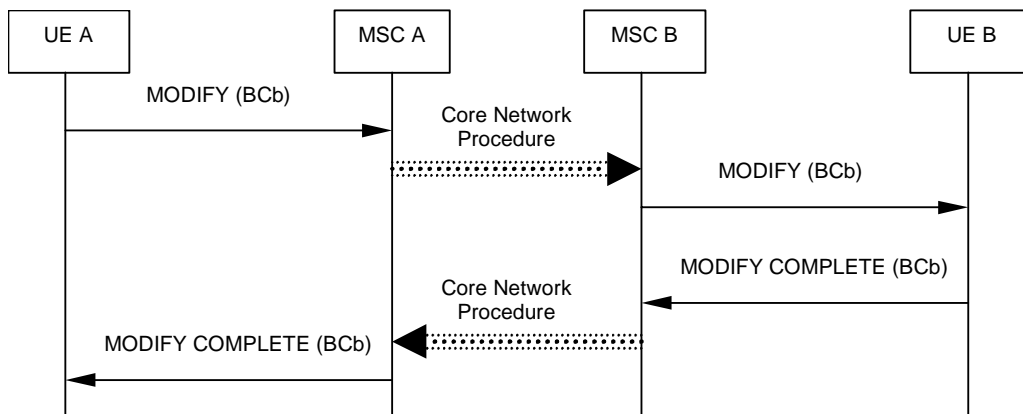 UE A
MSC A
MSC B
UE B
MODIFY (BCb)
Core Network
Procedure
MODIFY (BCb)
MODIFY COMPLETE (BCb)
Core Network
Procedure
MODIFY COMPLETE (BCb)